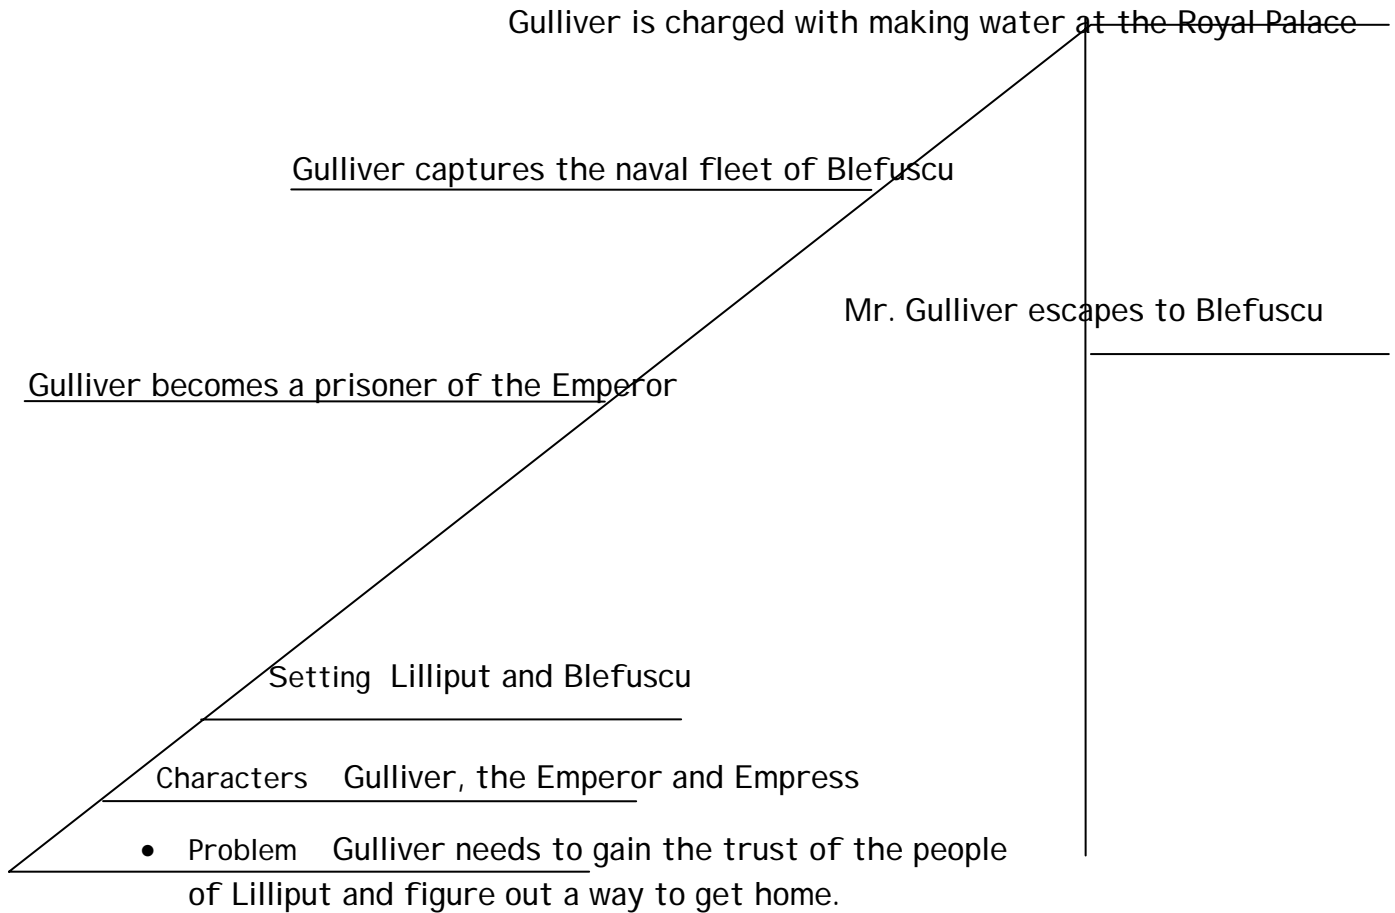 Gulliver is charged with making water at the Royal Palace
Gulliver captures the naval fleet of Blefuscu
Mr. Gulliver escapes to Blefuscu
Gulliver becomes a prisoner of the Emperor
Setting Lilliput and Blefuscu
Characters Gulliver, the Emperor and Empress
• Problem Gulliver needs to gain the trust of the people
of Lilliput and figure out a way to get home.